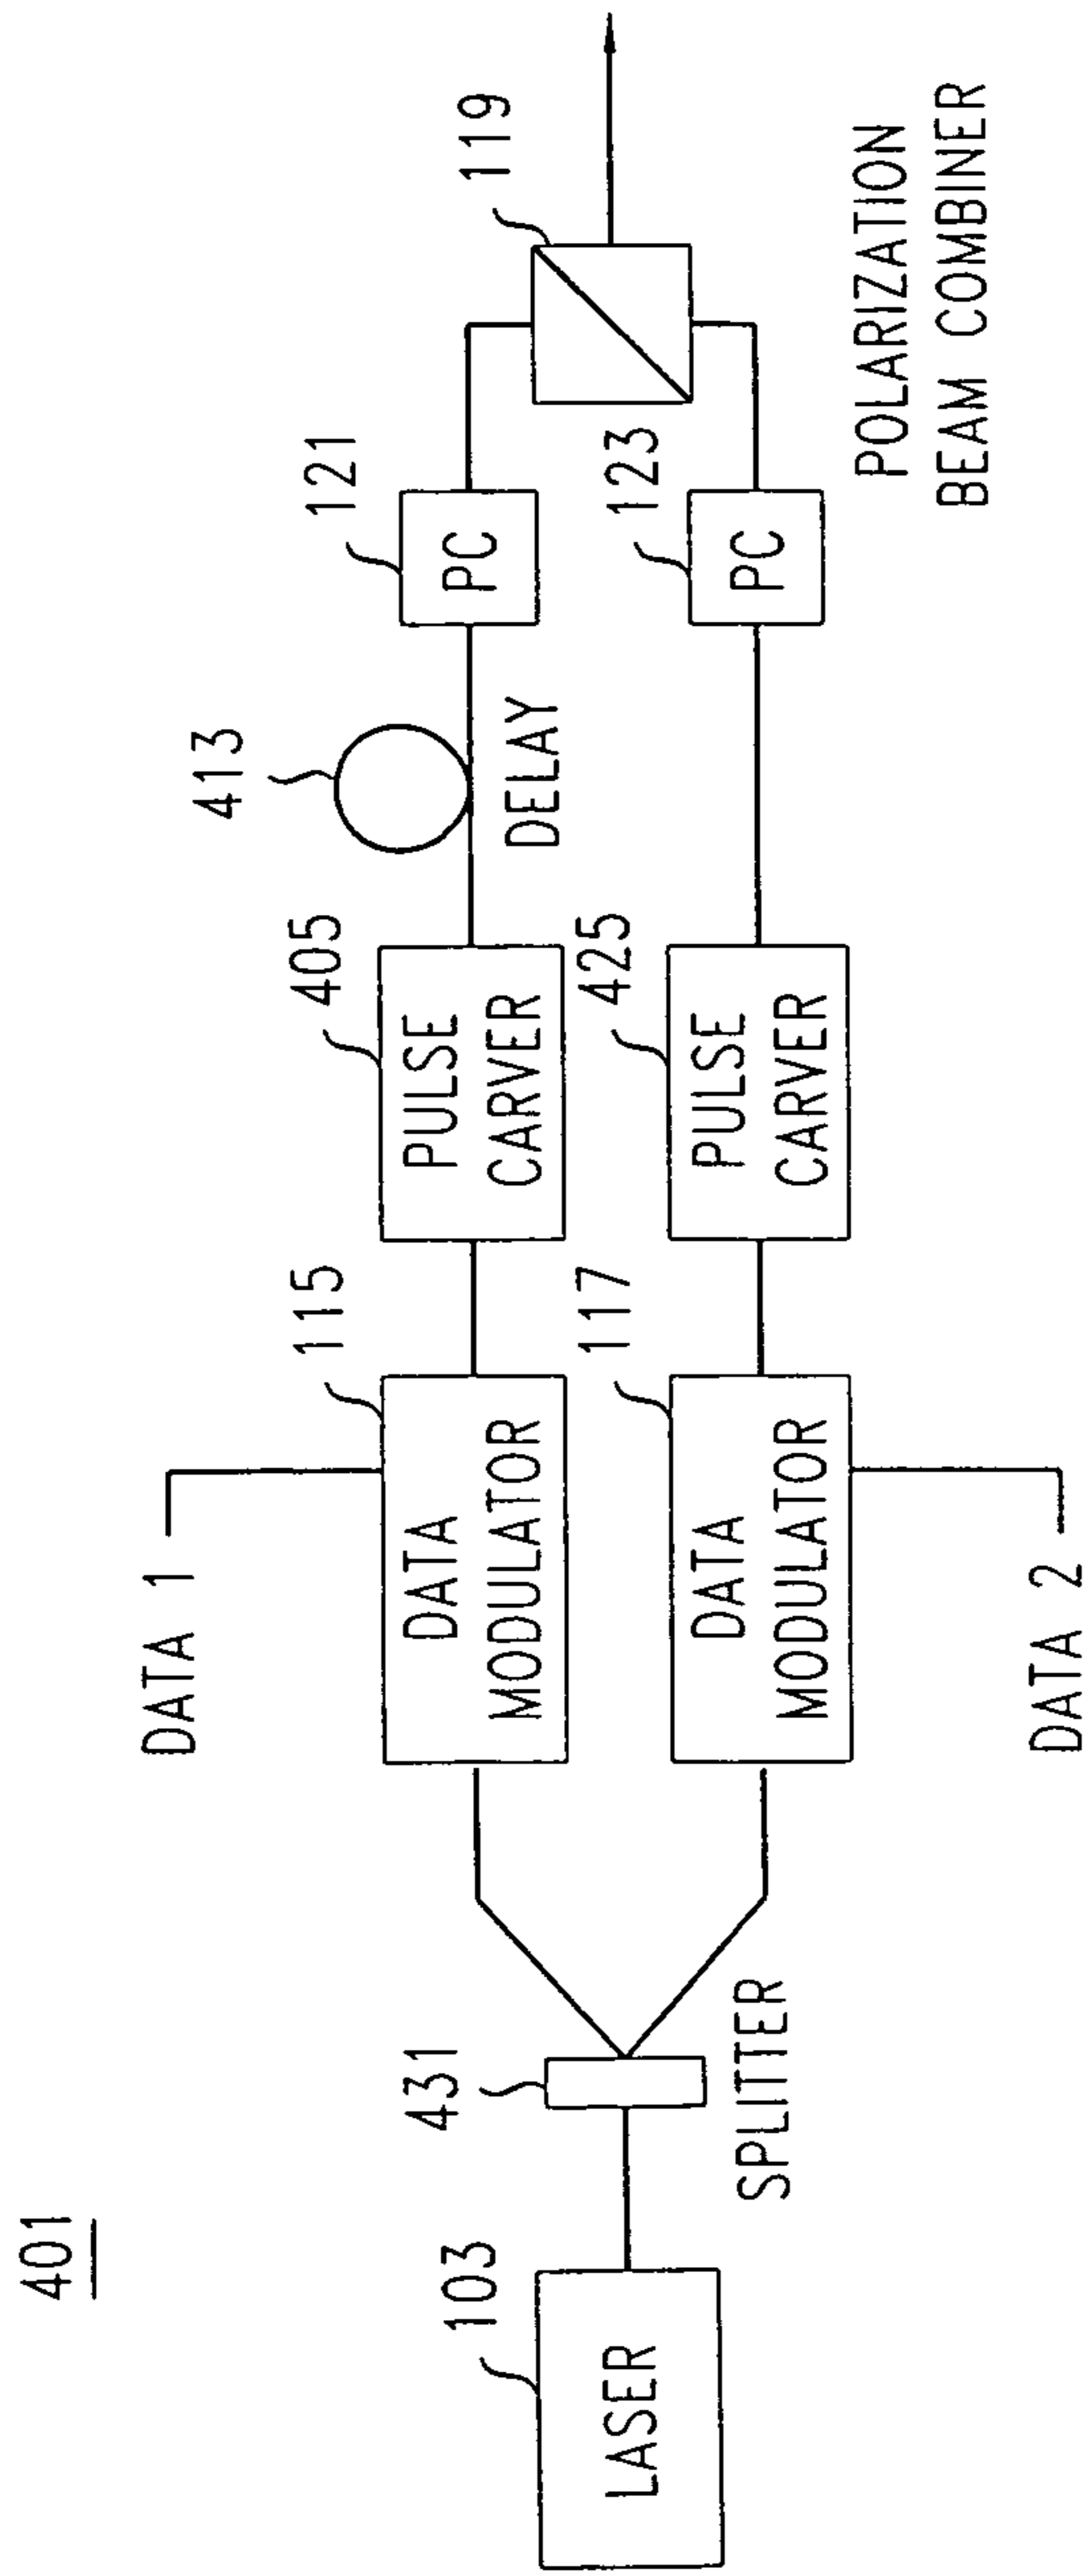 401
DATA 1
115
405
413
121
119
DATA
MODULATOR
PULSE
CARVER
DELAY
PC
103
LASER
431
SPLITTER
117
425
123
DATA
MODULATOR
PULSE
CARVER
PC
POLARIZATION
BEAM COMBINER
DATA 2